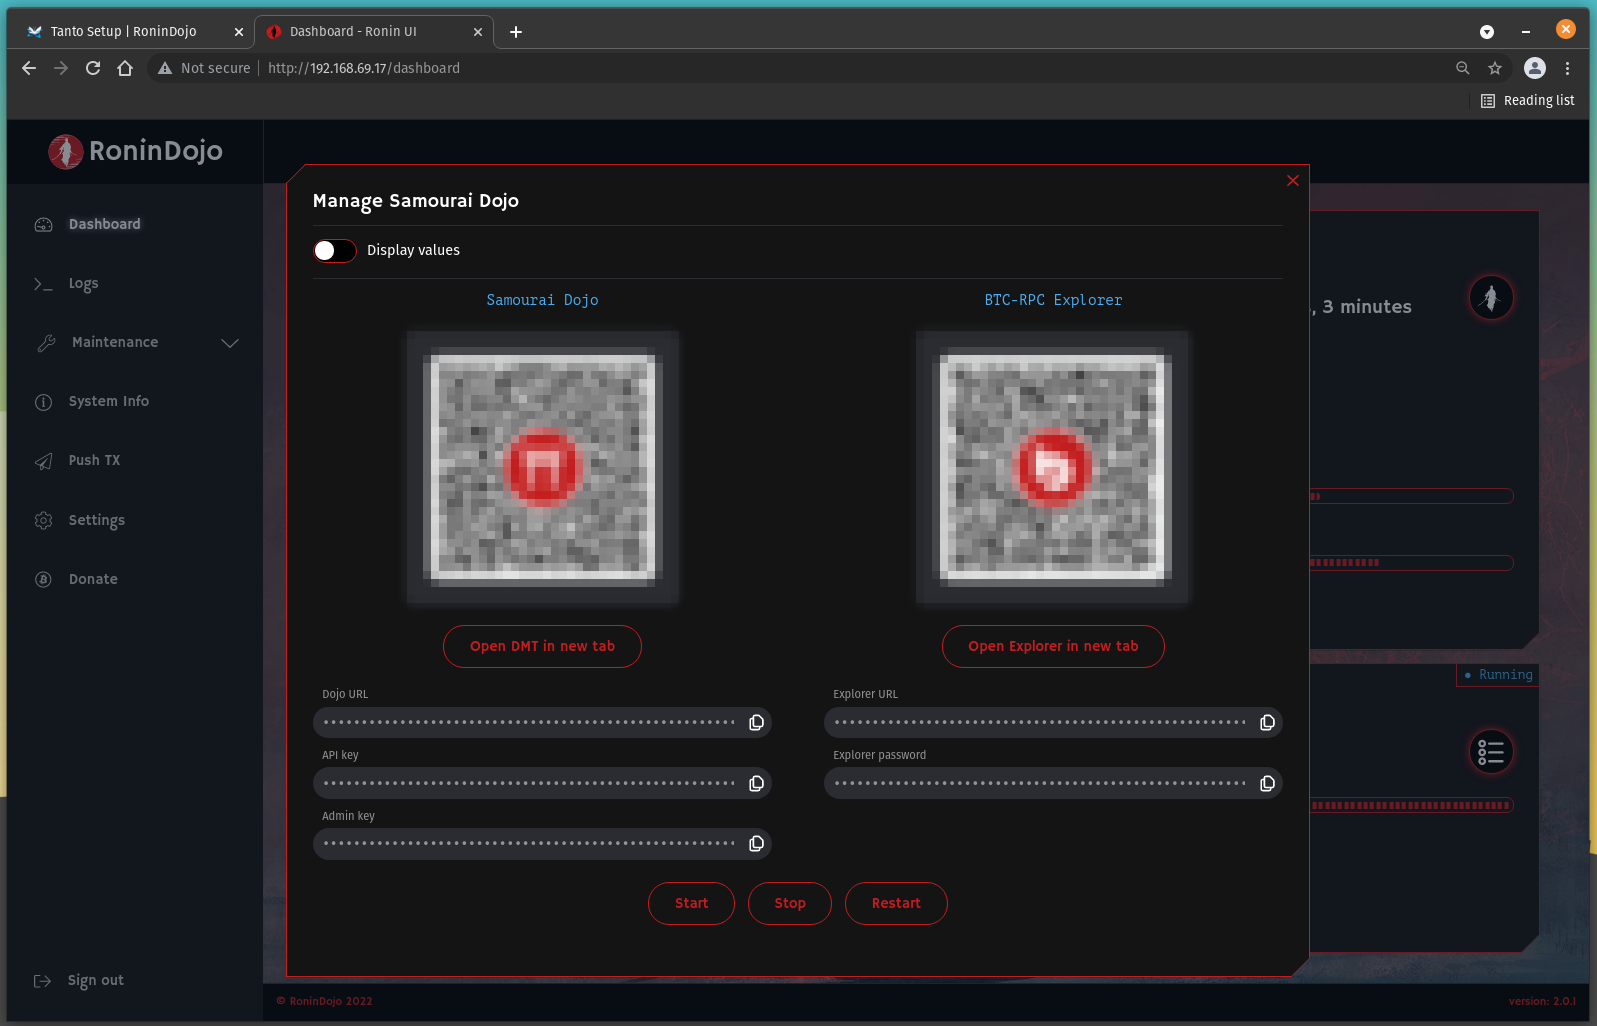 Tanto Setup | RoninDojo
Dashboard - Ronin UI
Not secure | http://192.168.69.17/dashboard
Reading list
RoninDojo
Dashboard
Logs
Maintenance
System Info
Push TX
Settings
Donate
Sign out
Manage Samourai Dojo
Display values
Samourai Dojo
BTC-RPC Explorer
Open DMT in new tab
Open Explorer in new tab
Dojo URL
Explorer URL
API key
Explorer password
Admin key
Start
Stop
Restart
, 3 minutes
Running
© RoninDojo 2022
version: 2.0.1